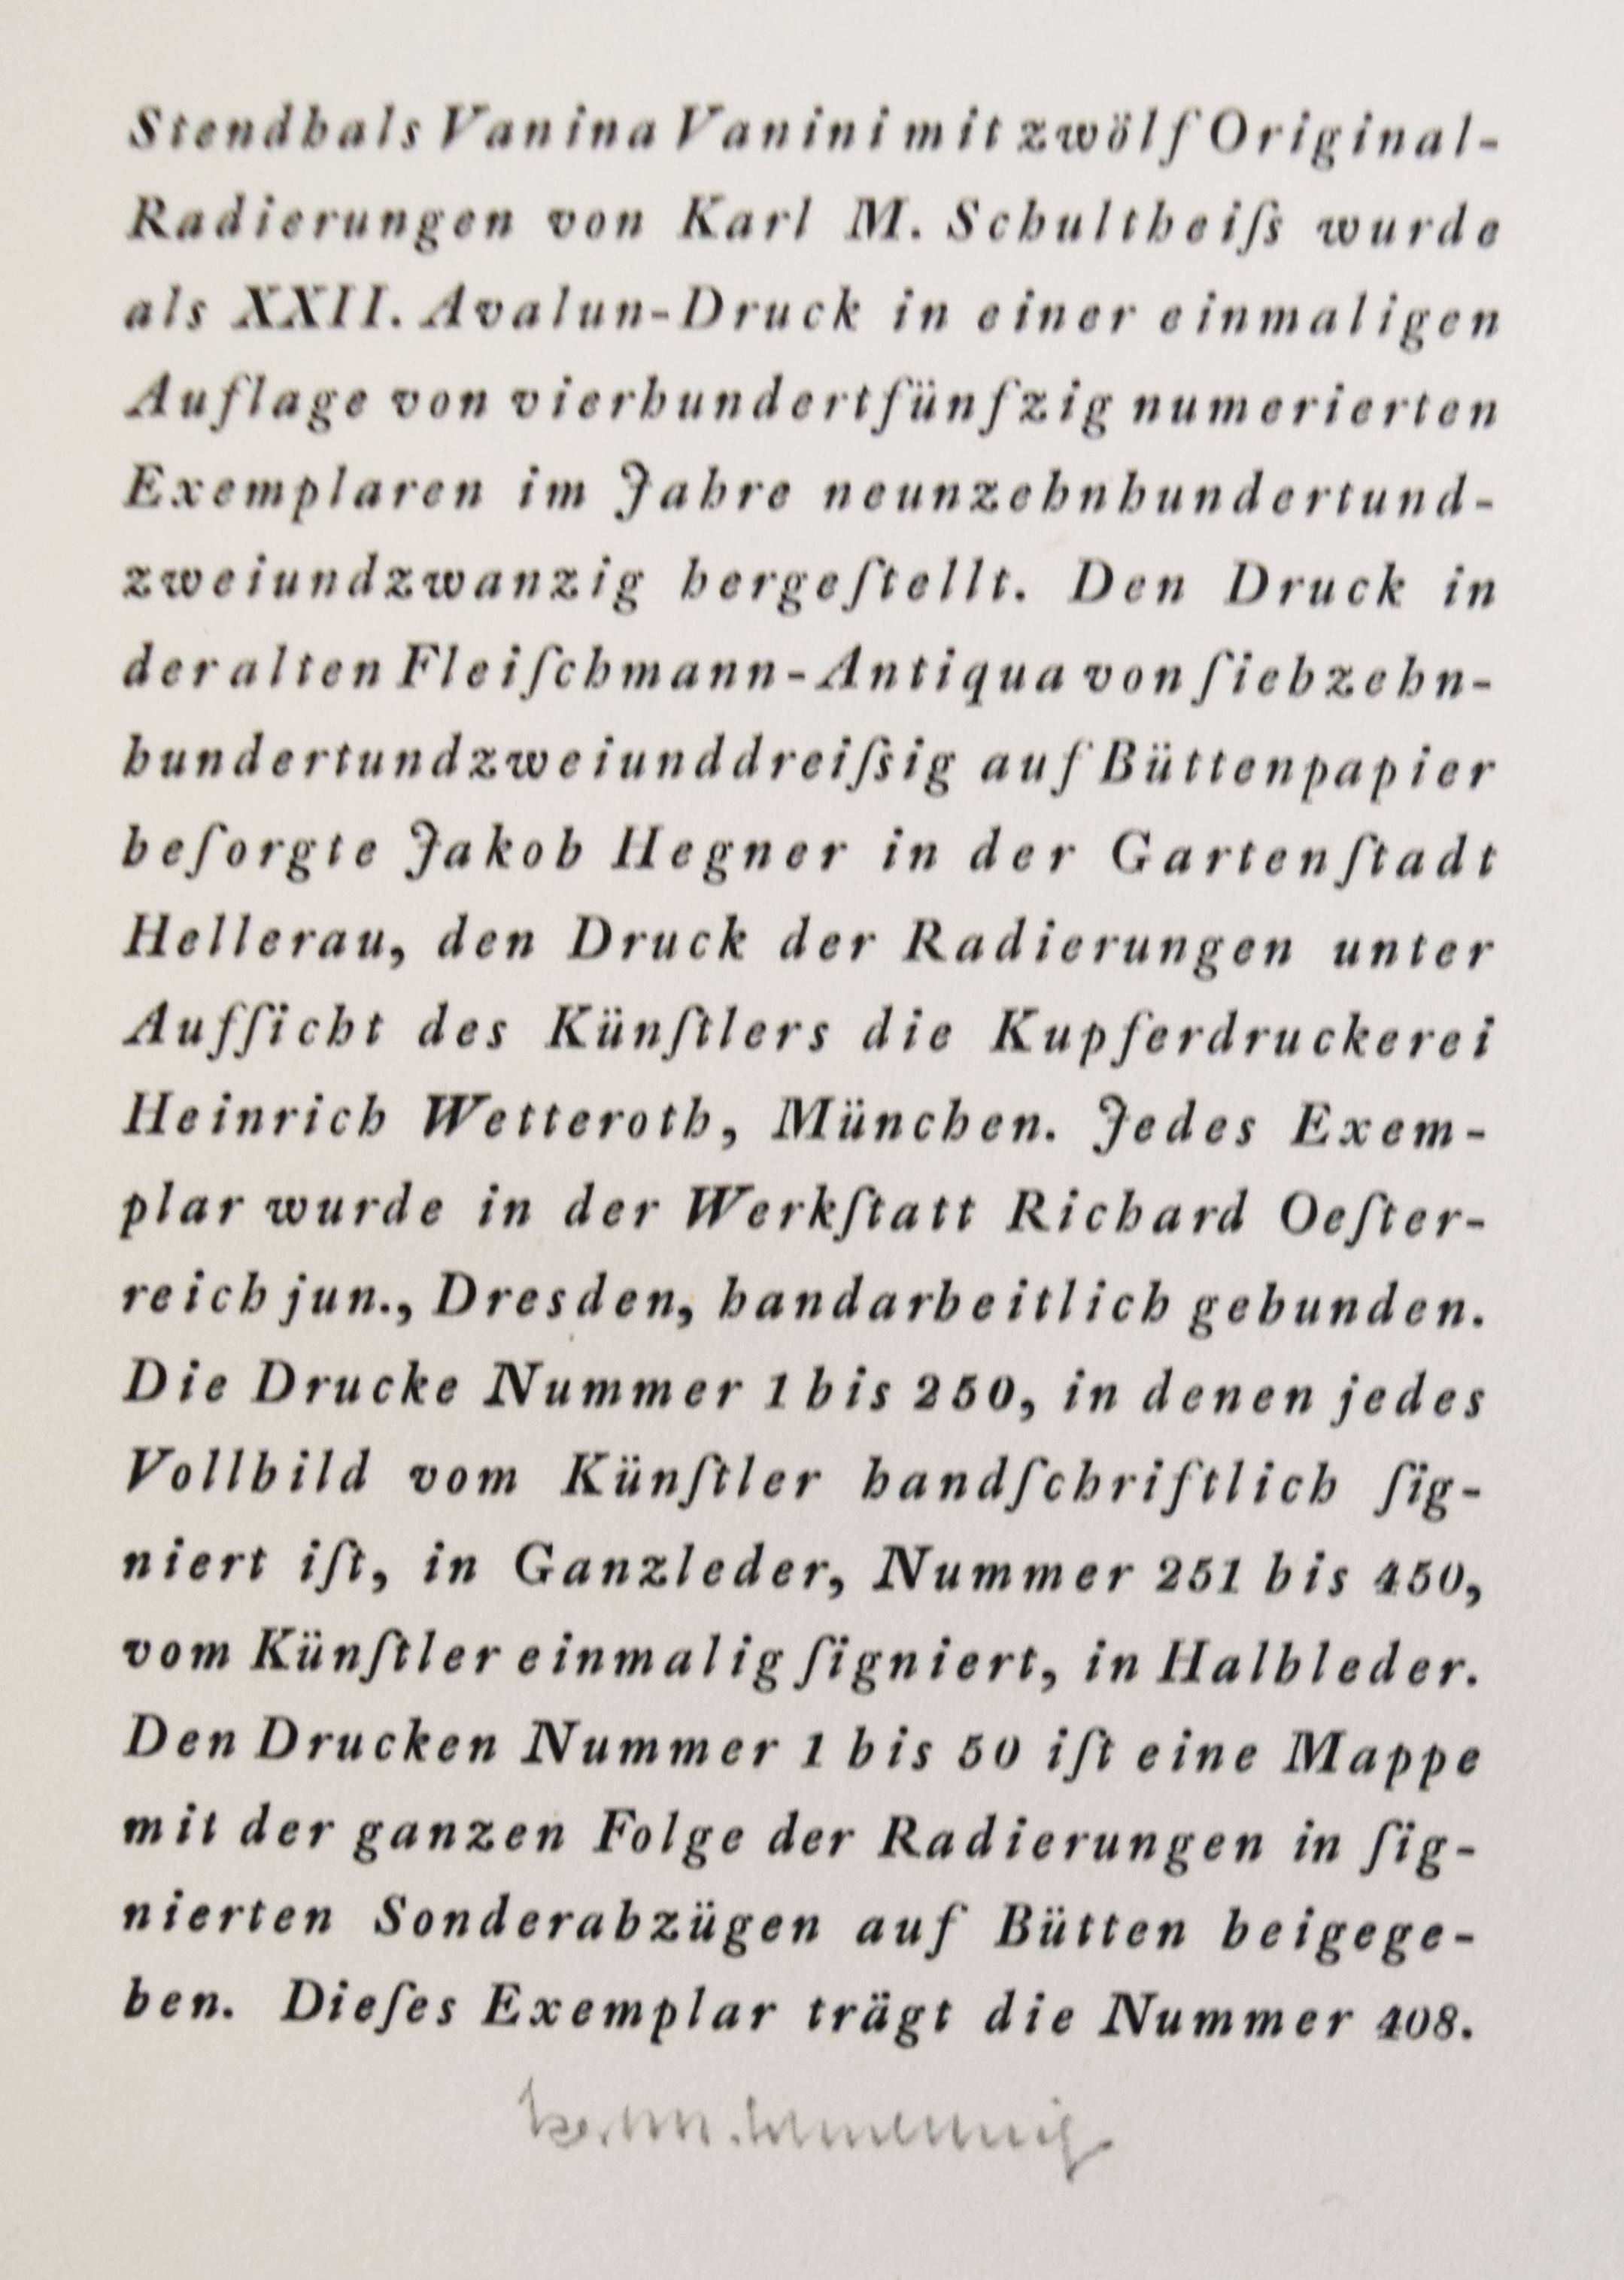 Stendhals Vanina Vanini mit zwölf Original-
Radierungen von Karl M. Schultheiſs wurde
als XXII. Avalun-Druck in einer einmaligen
Auflage von vierhundertfünfzig numerierten
Exemplaren im Jahre neunzehnhundertund-
zweiundzwanzig hergeſtellt. Den Druck in
der alten Fleiſchmann-Antiqua von ſiebzehn-
hundertundzweiunddreiſsig auf Büttenpapier
beſorgte Jakob Hegner in der Gartenſtadt
Hellerau, den Druck der Radierungen unter
Aufſicht des Künſtlers die Kupferdruckerei
Heinrich Wetteroth, München. Jedes Exem-
plar wurde in der Werkſtatt Richard Oeſter-
reich jun., Dresden, handarbeitlich gebunden.
Die Drucke Nummer 1 bis 250, in denen jedes
Vollbild vom Künſtler handſchriftlich ſig-
niert iſt, in Ganzleder, Nummer 251 bis 450,
vom Künſtler einmalig ſigniert, in Halbleder.
Den Drucken Nummer 1 bis 50 iſt eine Mappe
mit der ganzen Folge der Radierungen in ſig-
nierten Sonderabzügen auf Bütten beigege-
ben. Dieſes Exemplar trägt die Nummer 408.